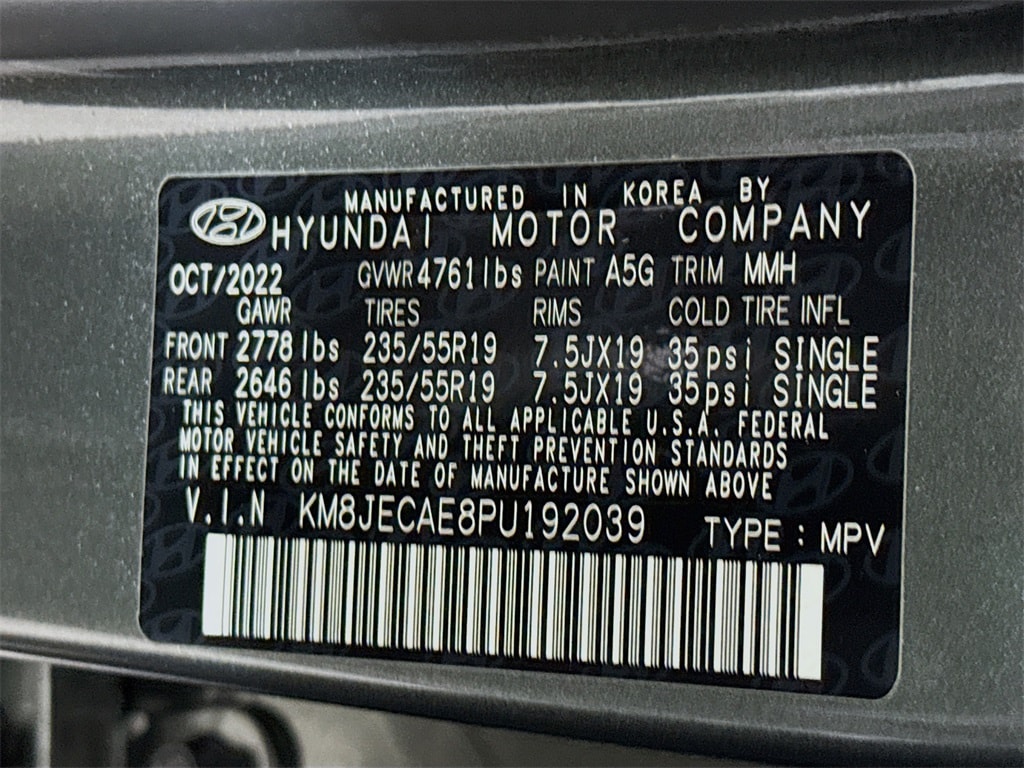 MANUFACTURED IN KOREA BY
HYUNDAI MOTOR COMPANY
OCT/2022 GVWR 4761lbs PAINT A5G TRIM MMH
GAWR TIRES RIMS COLD TIRE INFL
FRONT 2778 lbs 235/55R19 7.5JX19 35psi SINGLE
REAR 2646 lbs 235/55R19 7.5JX19 35psi SINGLE
THIS VEHICLE CONFORMS TO ALL APPLICABLE U.S.A. FEDERAL
MOTOR VEHICLE SAFETY AND THEFT PREVENTION STANDARDS
IN EFFECT ON THE DATE OF MANUFACTURE SHOWN ABOVE
V.I.N KM8JECAE8PU192039 TYPE : MPV